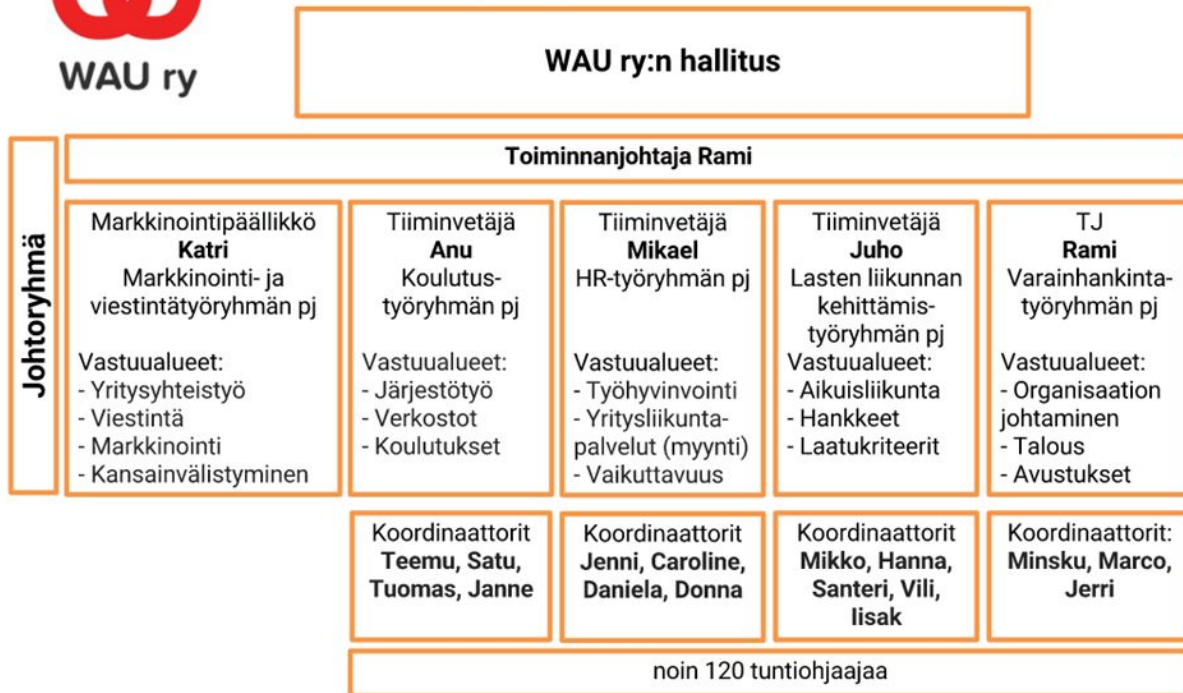 WAU ry
WAU ry:n hallitus
Johtoryhmä
Toiminnanjohtaja Rami
Markkinointipäällikkö
Katri
Markkinointi- ja
viestintätyöryhmän pj
Vastuualueet:
- Yritysyhteistyö
- Viestintä
- Markkinointi
- Kansainvälistyminen
Tiiminvetäjä
Anu
Koulutus-
työryhmän pj
Vastuualueet:
- Järjestötyö
- Verkostot
- Koulutukset
Tiiminvetäjä
Mikael
HR-työryhmän pj
Vastuualueet:
- Työhyvinvointi
- Yritysliikunta-
palvelut (myynti)
- Vaikuttavuus
Tiiminvetäjä
Juho
Lasten liikunnan
kehittämis-
työryhmän pj
Vastuualueet:
- Aikuisliikunta
- Hankkeet
- Laatukriteerit
TJ
Rami
Varainhankinta-
työryhmän pj
Vastuualueet:
- Organisaation
johtaminen
- Talous
- Avustukset
Koordinaattorit
Teemu, Satu,
Tuomas, Janne
Koordinaattorit
Jenni, Caroline,
Daniela, Donna
Koordinaattorit
Mikko, Hanna,
Santeri, Vili,
Iisak
Koordinaattorit:
Minsku, Marco,
Jerri
noin 120 tuntiohjaajaa